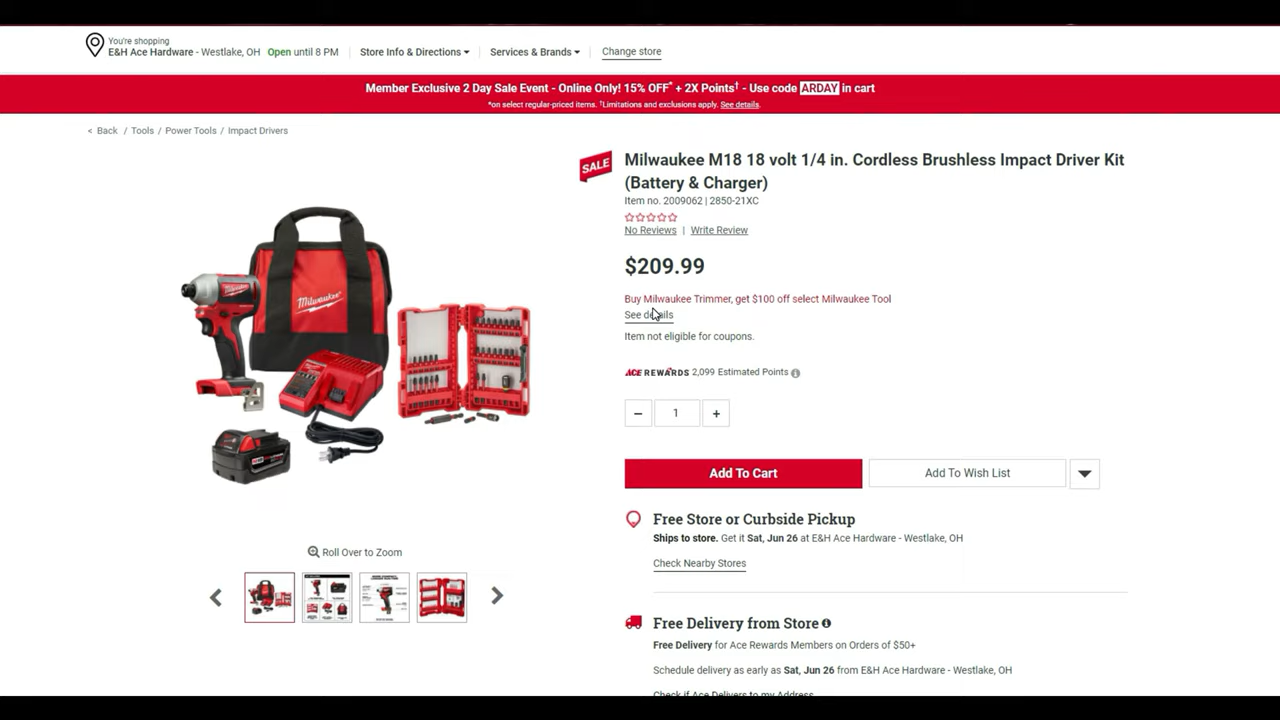 You're shopping
E&H Ace Hardware - Westlake, OH Open until 8 PM
Store Info & Directions
Services & Brands
Change store
Member Exclusive 2 Day Sale Event - Online Only! 15% OFF* + 2X Points† - Use code ARDAY in cart
*on select regular-priced items. †Limitations and exclusions apply. See details.
< Back / Tools / Power Tools / Impact Drivers
SALE
Milwaukee M18 18 volt 1/4 in. Cordless Brushless Impact Driver Kit
(Battery & Charger)
Item no. 2009062 | 2850-21XC
No Reviews | Write Review
$209.99
Buy Milwaukee Trimmer, get $100 off select Milwaukee Tool
See details
Item not eligible for coupons.
ACE REWARDS 2,099 Estimated Points
− 1 +
Add To Cart
Add To Wish List
Milwaukee
Roll Over to Zoom
Free Store or Curbside Pickup
Ships to store. Get it Sat, Jun 26 at E&H Ace Hardware - Westlake, OH
Check Nearby Stores
Free Delivery from Store
Free Delivery for Ace Rewards Members on Orders of $50+
Schedule delivery as early as Sat, Jun 26 from E&H Ace Hardware - Westlake, OH
Check if Ace Delivers to my Address